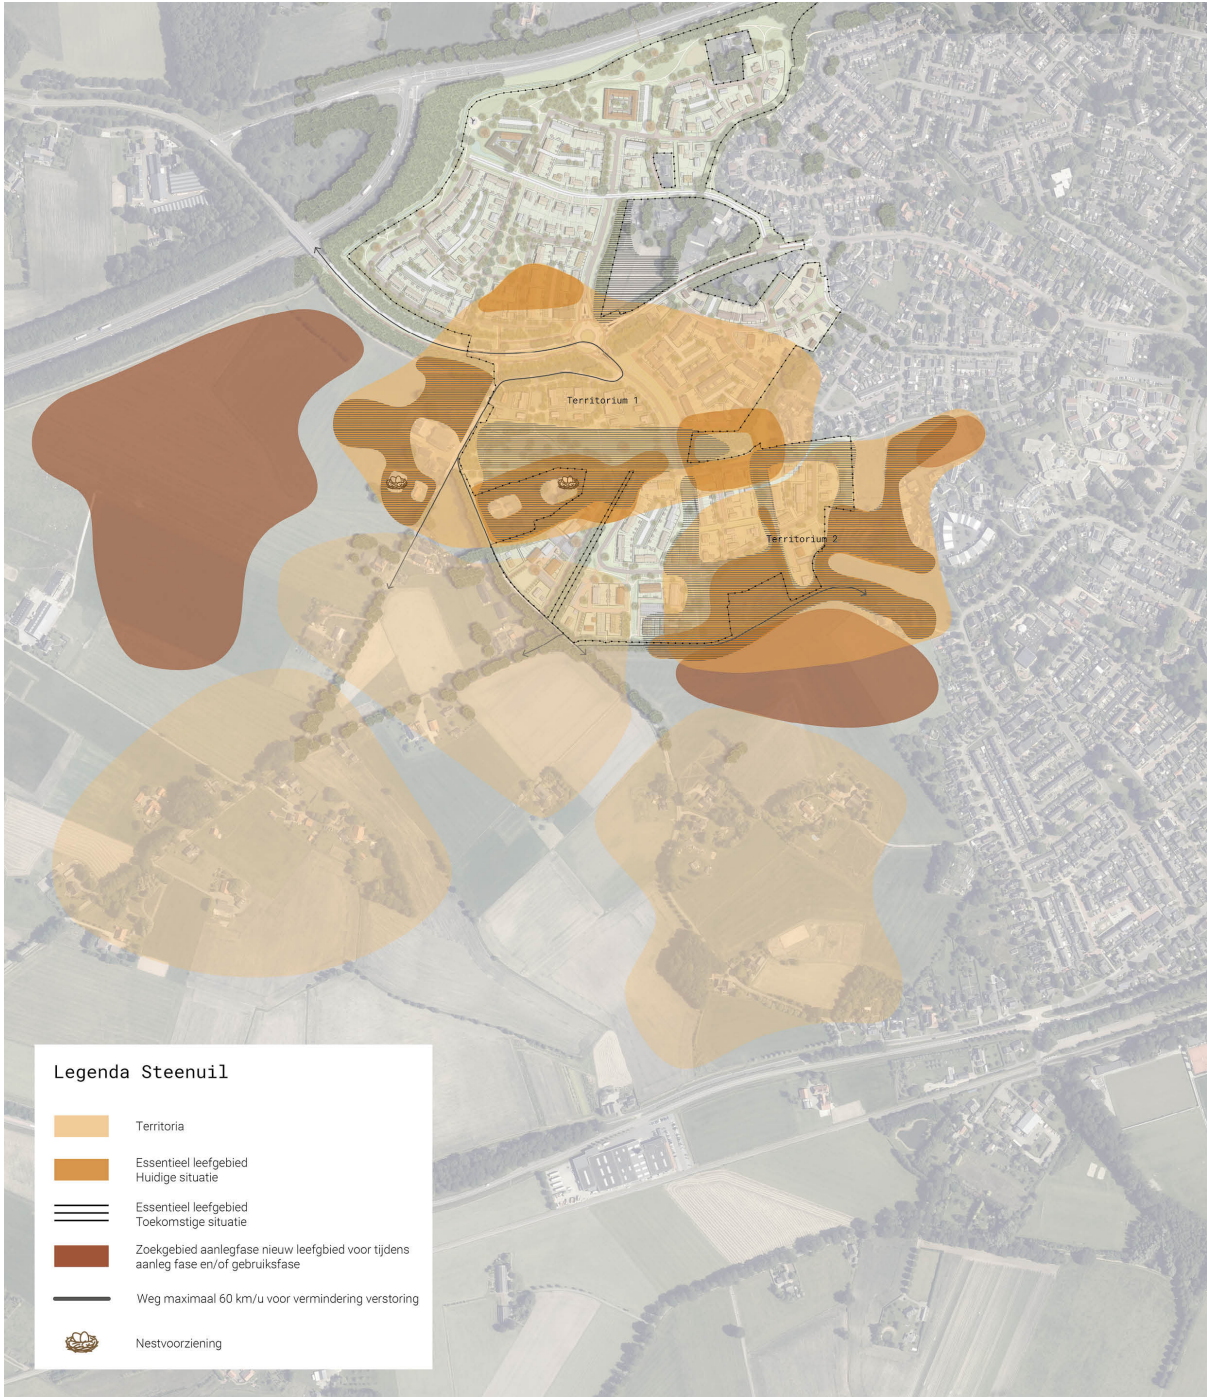 Territorium 1
Territorium 2
Legenda Steenuil
Territoria
Essentieel leefgebied
Huidige situatie
Essentieel leefgebied
Toekomstige situatie
Zoekgebied aanlegfase nieuw leefgbied voor tijdens
aanleg fase en/of gebruiksfase
Weg maximaal 60 km/u voor vermindering verstoring
Nestvoorziening